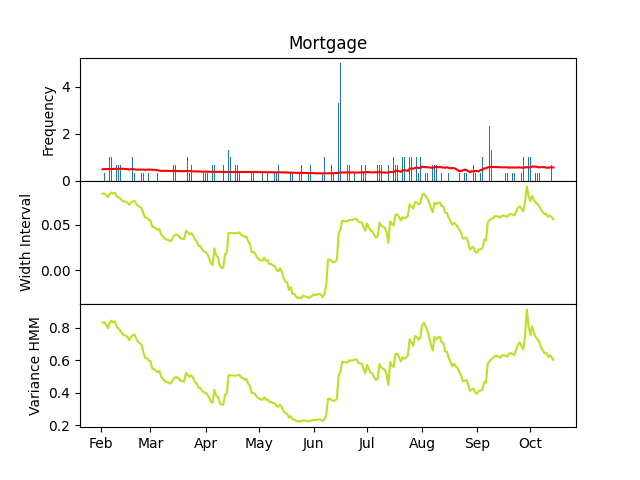 Mortgage
Frequency
4
2
0
Width Interval
0.05
0.00
Variance HMM
0.8
0.6
0.4
0.2
Feb Mar Apr May Jun Jul Aug Sep Oct